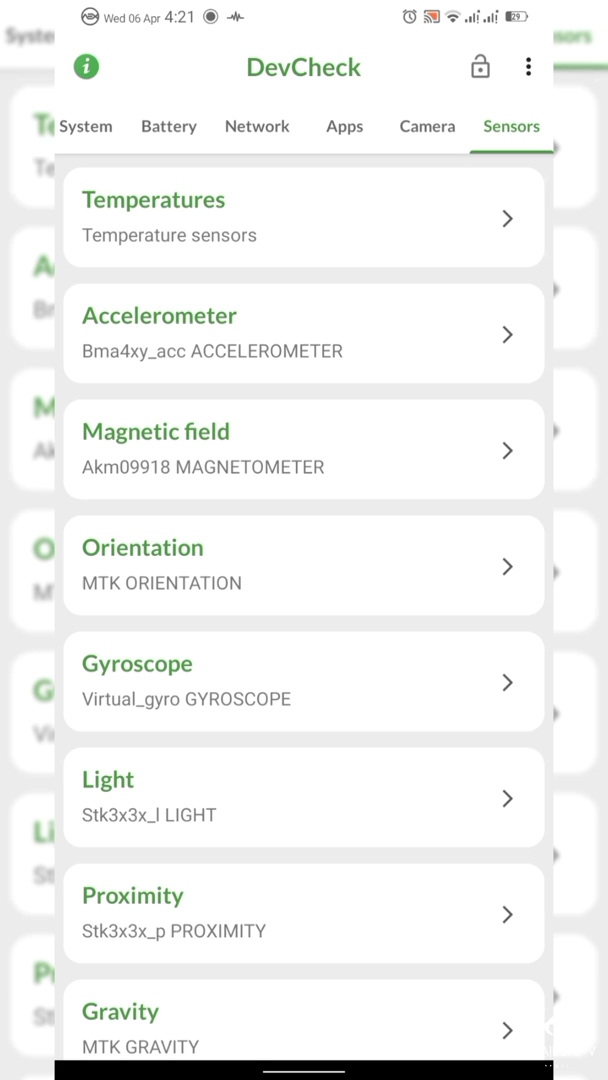 Wed 06 Apr 4:21
29
DevCheck
System Battery Network Apps Camera Sensors
Temperatures
Temperature sensors
Accelerometer
Bma4xy_acc ACCELEROMETER
Magnetic field
Akm09918 MAGNETOMETER
Orientation
MTK ORIENTATION
Gyroscope
Virtual_gyro GYROSCOPE
Light
Stk3x3x_l LIGHT
Proximity
Stk3x3x_p PROXIMITY
Gravity
MTK GRAVITY